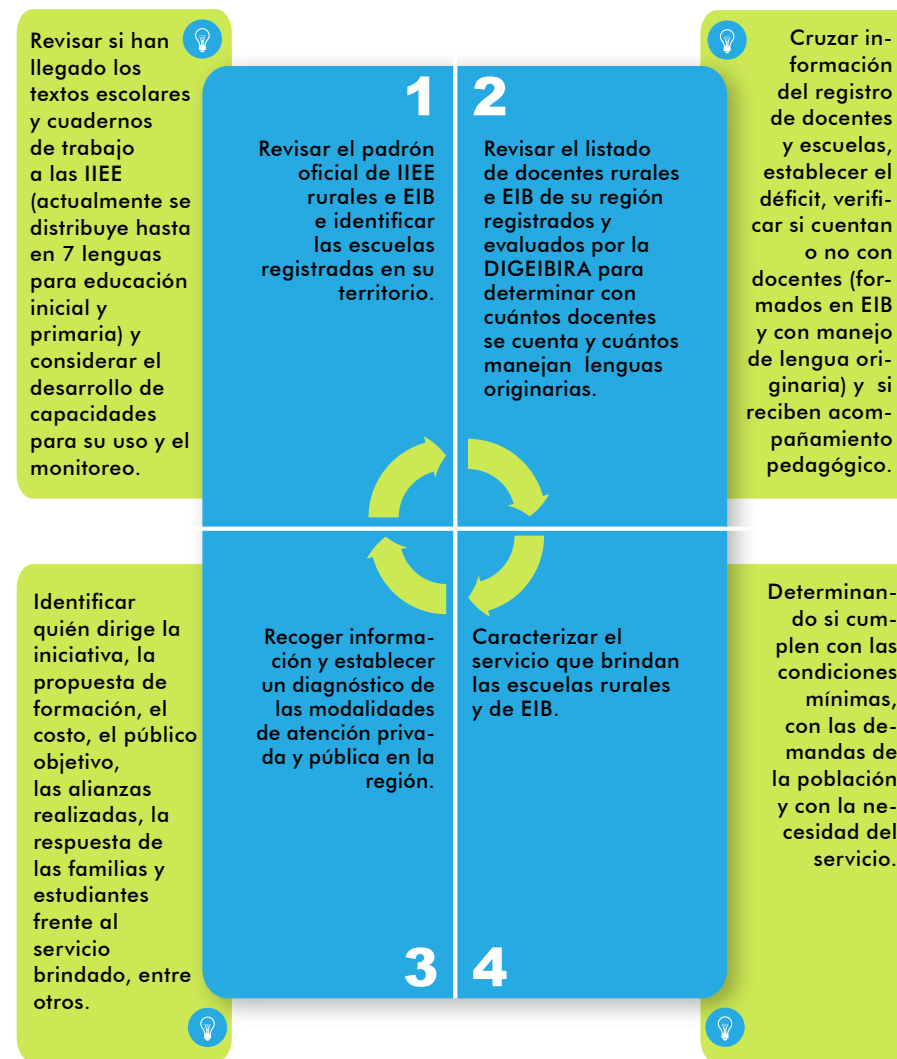 Revisar si han
llegado los
textos escolares
y cuadernos
de trabajo
a las IIEE
(actualmente se
distribuye hasta
en 7 lenguas
para educación
inicial y
primaria) y
considerar el
desarrollo de
capacidades
para su uso y el
monitoreo.
1
Revisar el padrón
oficial de IIEE
rurales e EIB
e identificar
las escuelas
registradas en su
territorio.
2
Revisar el listado
de docentes rurales
e EIB de su región
registrados y
evaluados por la
DIGEIBIRA para
determinar con
cuántos docentes
se cuenta y cuántos
manejan lenguas
originarias.
Cruzar in-
formación
del registro
de docentes
y escuelas,
establecer el
déficit, verifi-
car si cuentan
o no con
docentes (for-
mados en EIB
y con manejo
de lengua ori-
ginaria) y si
reciben acom-
pañamiento
pedagógico.
Identificar
quién dirige la
iniciativa, la
propuesta de
formación, el
costo, el público
objetivo,
las alianzas
realizadas, la
respuesta de
las familias y
estudiantes
frente al
servicio
brindado, entre
otros.
Recoger informa-
ción y establecer
un diagnóstico de
las modalidades
de atención priva-
da y pública en la
región.
3
Caracterizar el
servicio que brindan
las escuelas rurales
y de EIB.
4
Determinan-
do si cum-
plen con las
condiciones
mínimas,
con las de-
mandas de
la población
y con la ne-
cesidad del
servicio.